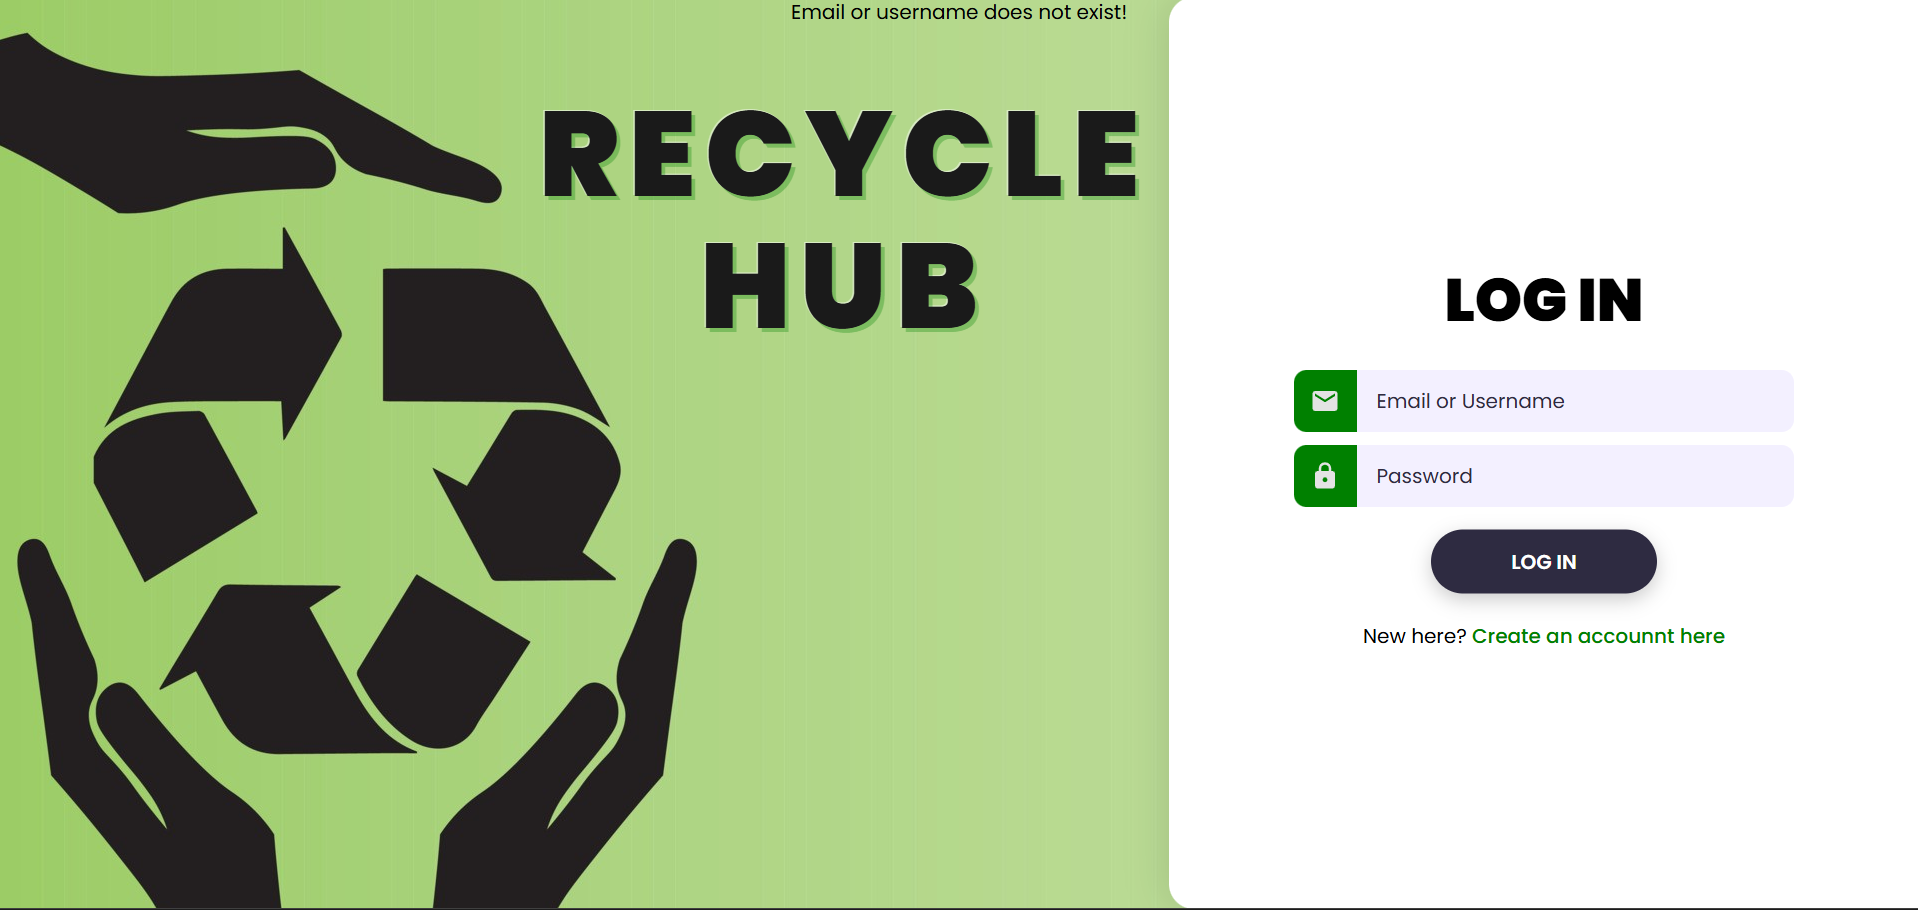 Email or username does not exist!
RECYCLE
HUB
LOG IN
Email or Username
Password
LOG IN
New here? Create an accounnt here